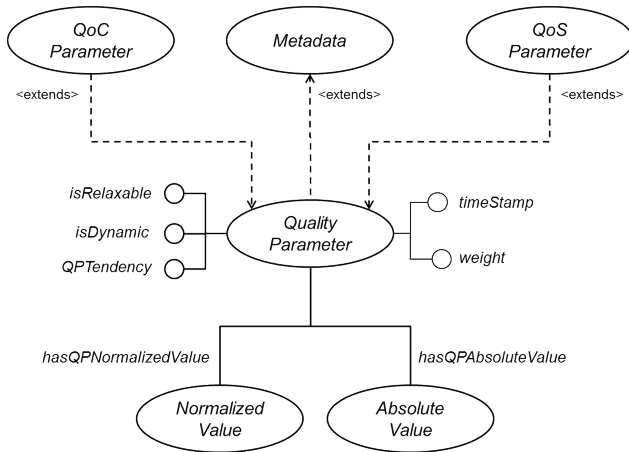 QoC
Parameter
Metadata
QoS
Parameter
<extends>
<extends>
<extends>
isRelaxable
isDynamic
QPTendency
Quality
Parameter
timeStamp
weight
hasQPNormalizedValue
hasQPAbsoluteValue
Normalized
Value
Absolute
Value